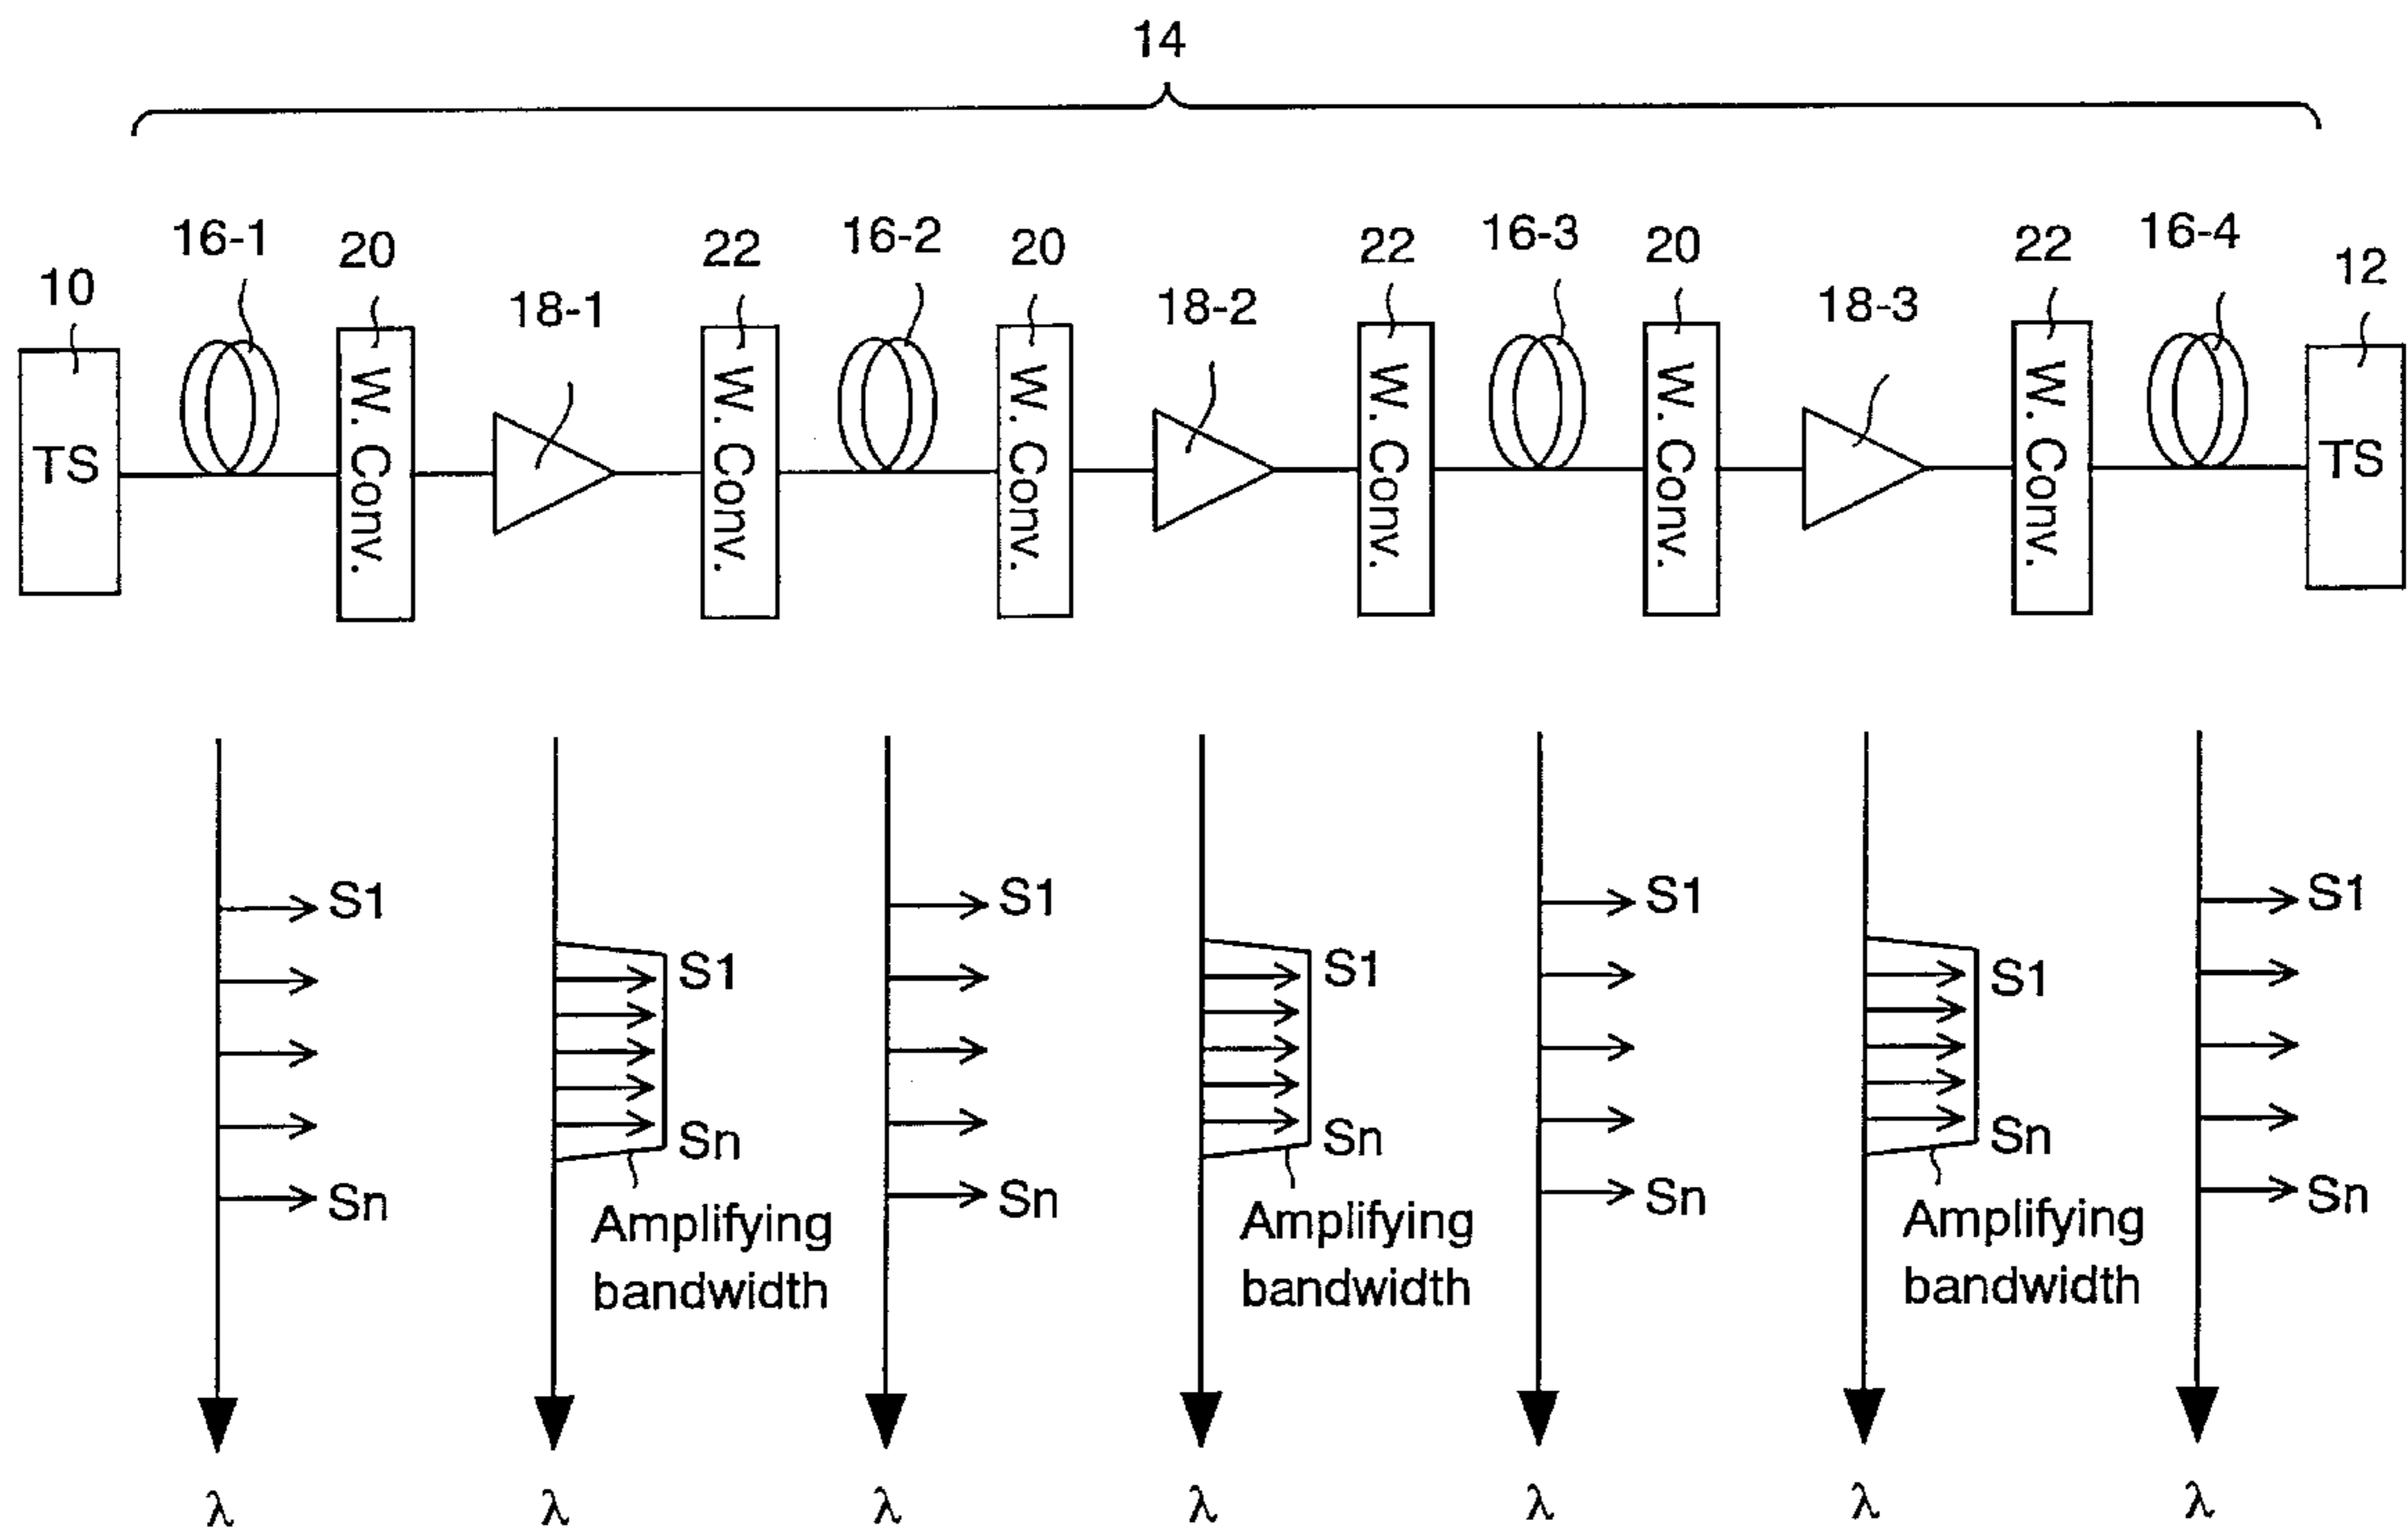 14
16-1 20 22 16-2 20 22 16-3 20 22 16-4
10 18-1 18-2 18-3 12
TS W. Conv. W. Conv. W. Conv. W. Conv. W. Conv. W. Conv. TS
S1 S1 S1 S1
S1 S1 S1
Sn Sn Sn
Sn Sn Sn Sn
Amplifying Amplifying Amplifying
bandwidth bandwidth bandwidth
λ λ λ λ λ λ λ